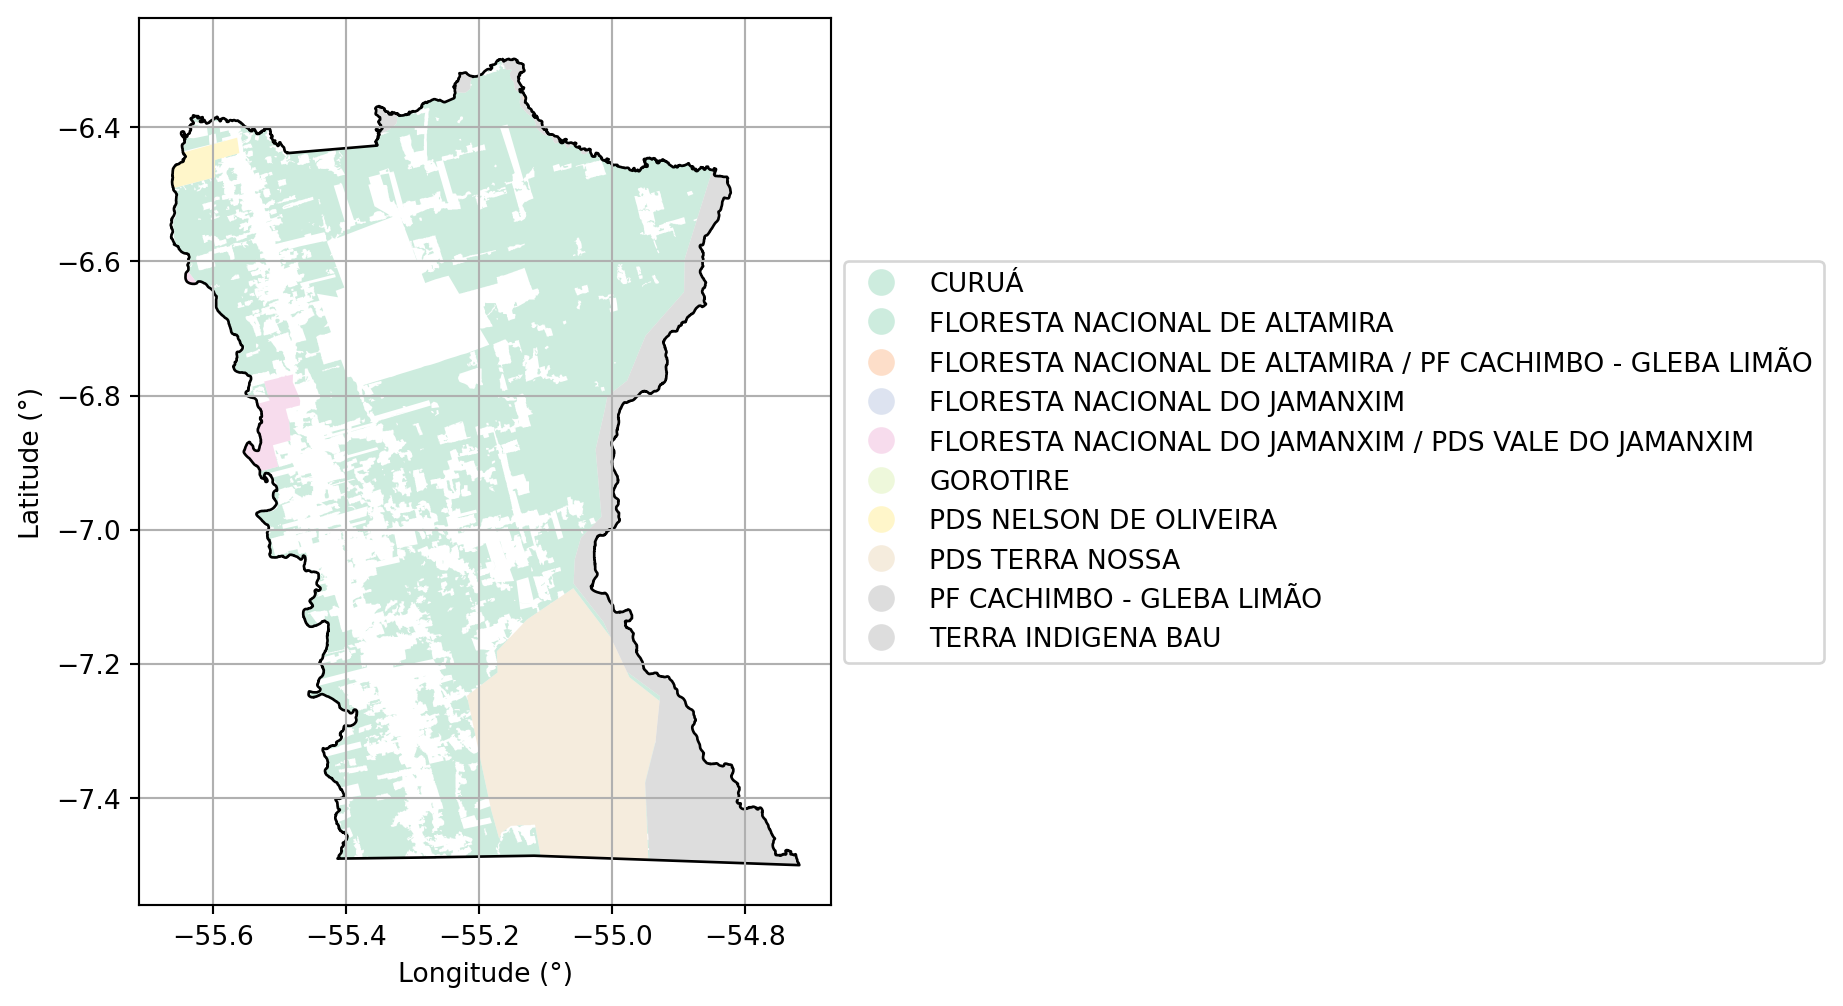 −6.4
−6.6
−6.8
−7.0
−7.2
−7.4
Latitude (°)
−55.6
−55.4
−55.2
−55.0
−54.8
Longitude (°)
CURUÁ
FLORESTA NACIONAL DE ALTAMIRA
FLORESTA NACIONAL DE ALTAMIRA / PF CACHIMBO - GLEBA LIMÃO
FLORESTA NACIONAL DO JAMANXIM
FLORESTA NACIONAL DO JAMANXIM / PDS VALE DO JAMANXIM
GOROTIRE
PDS NELSON DE OLIVEIRA
PDS TERRA NOSSA
PF CACHIMBO - GLEBA LIMÃO
TERRA INDIGENA BAU